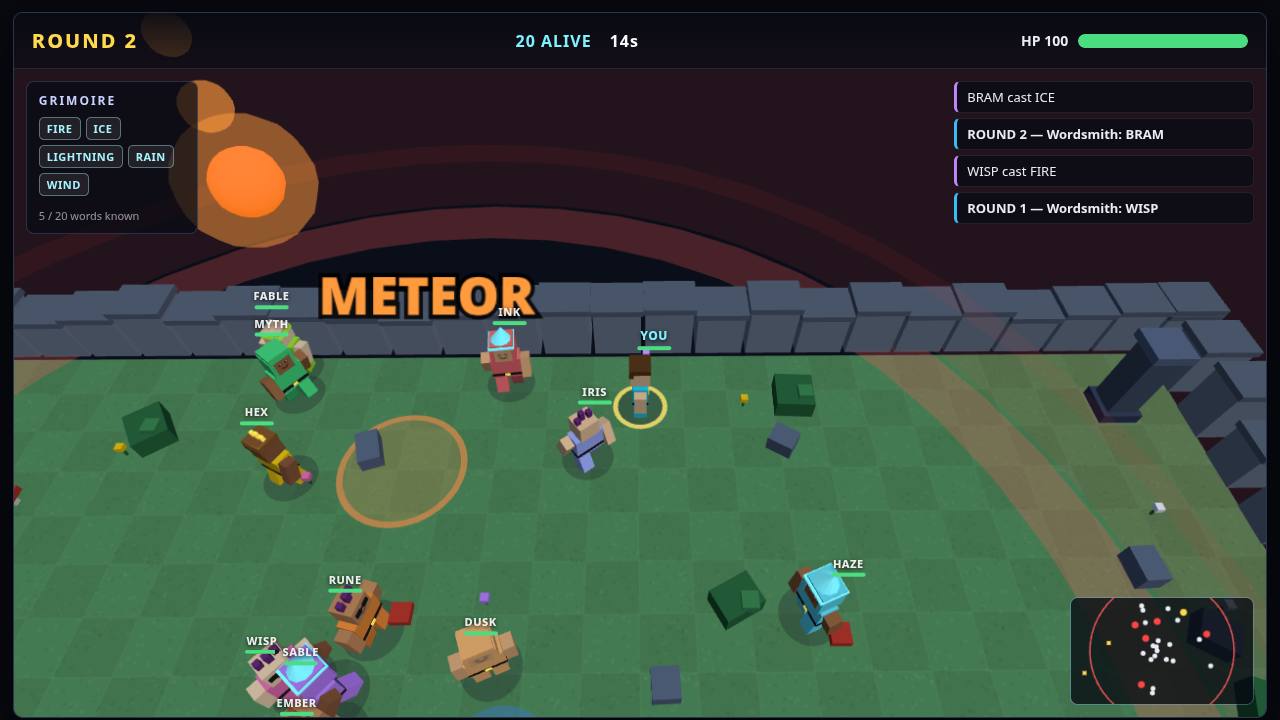 ROUND 2
20 ALIVE 14s
HP 100
GRIMOIRE
FIRE ICE
LIGHTNING RAIN
WIND
5 / 20 words known
BRAM cast ICE
ROUND 2 — Wordsmith: BRAM
WISP cast FIRE
ROUND 1 — Wordsmith: WISP
METEOR
FABLE
MYTH
INK
YOU
IRIS
HEX
HAZE
RUNE
DUSK
WISP
SABLE
EMBER